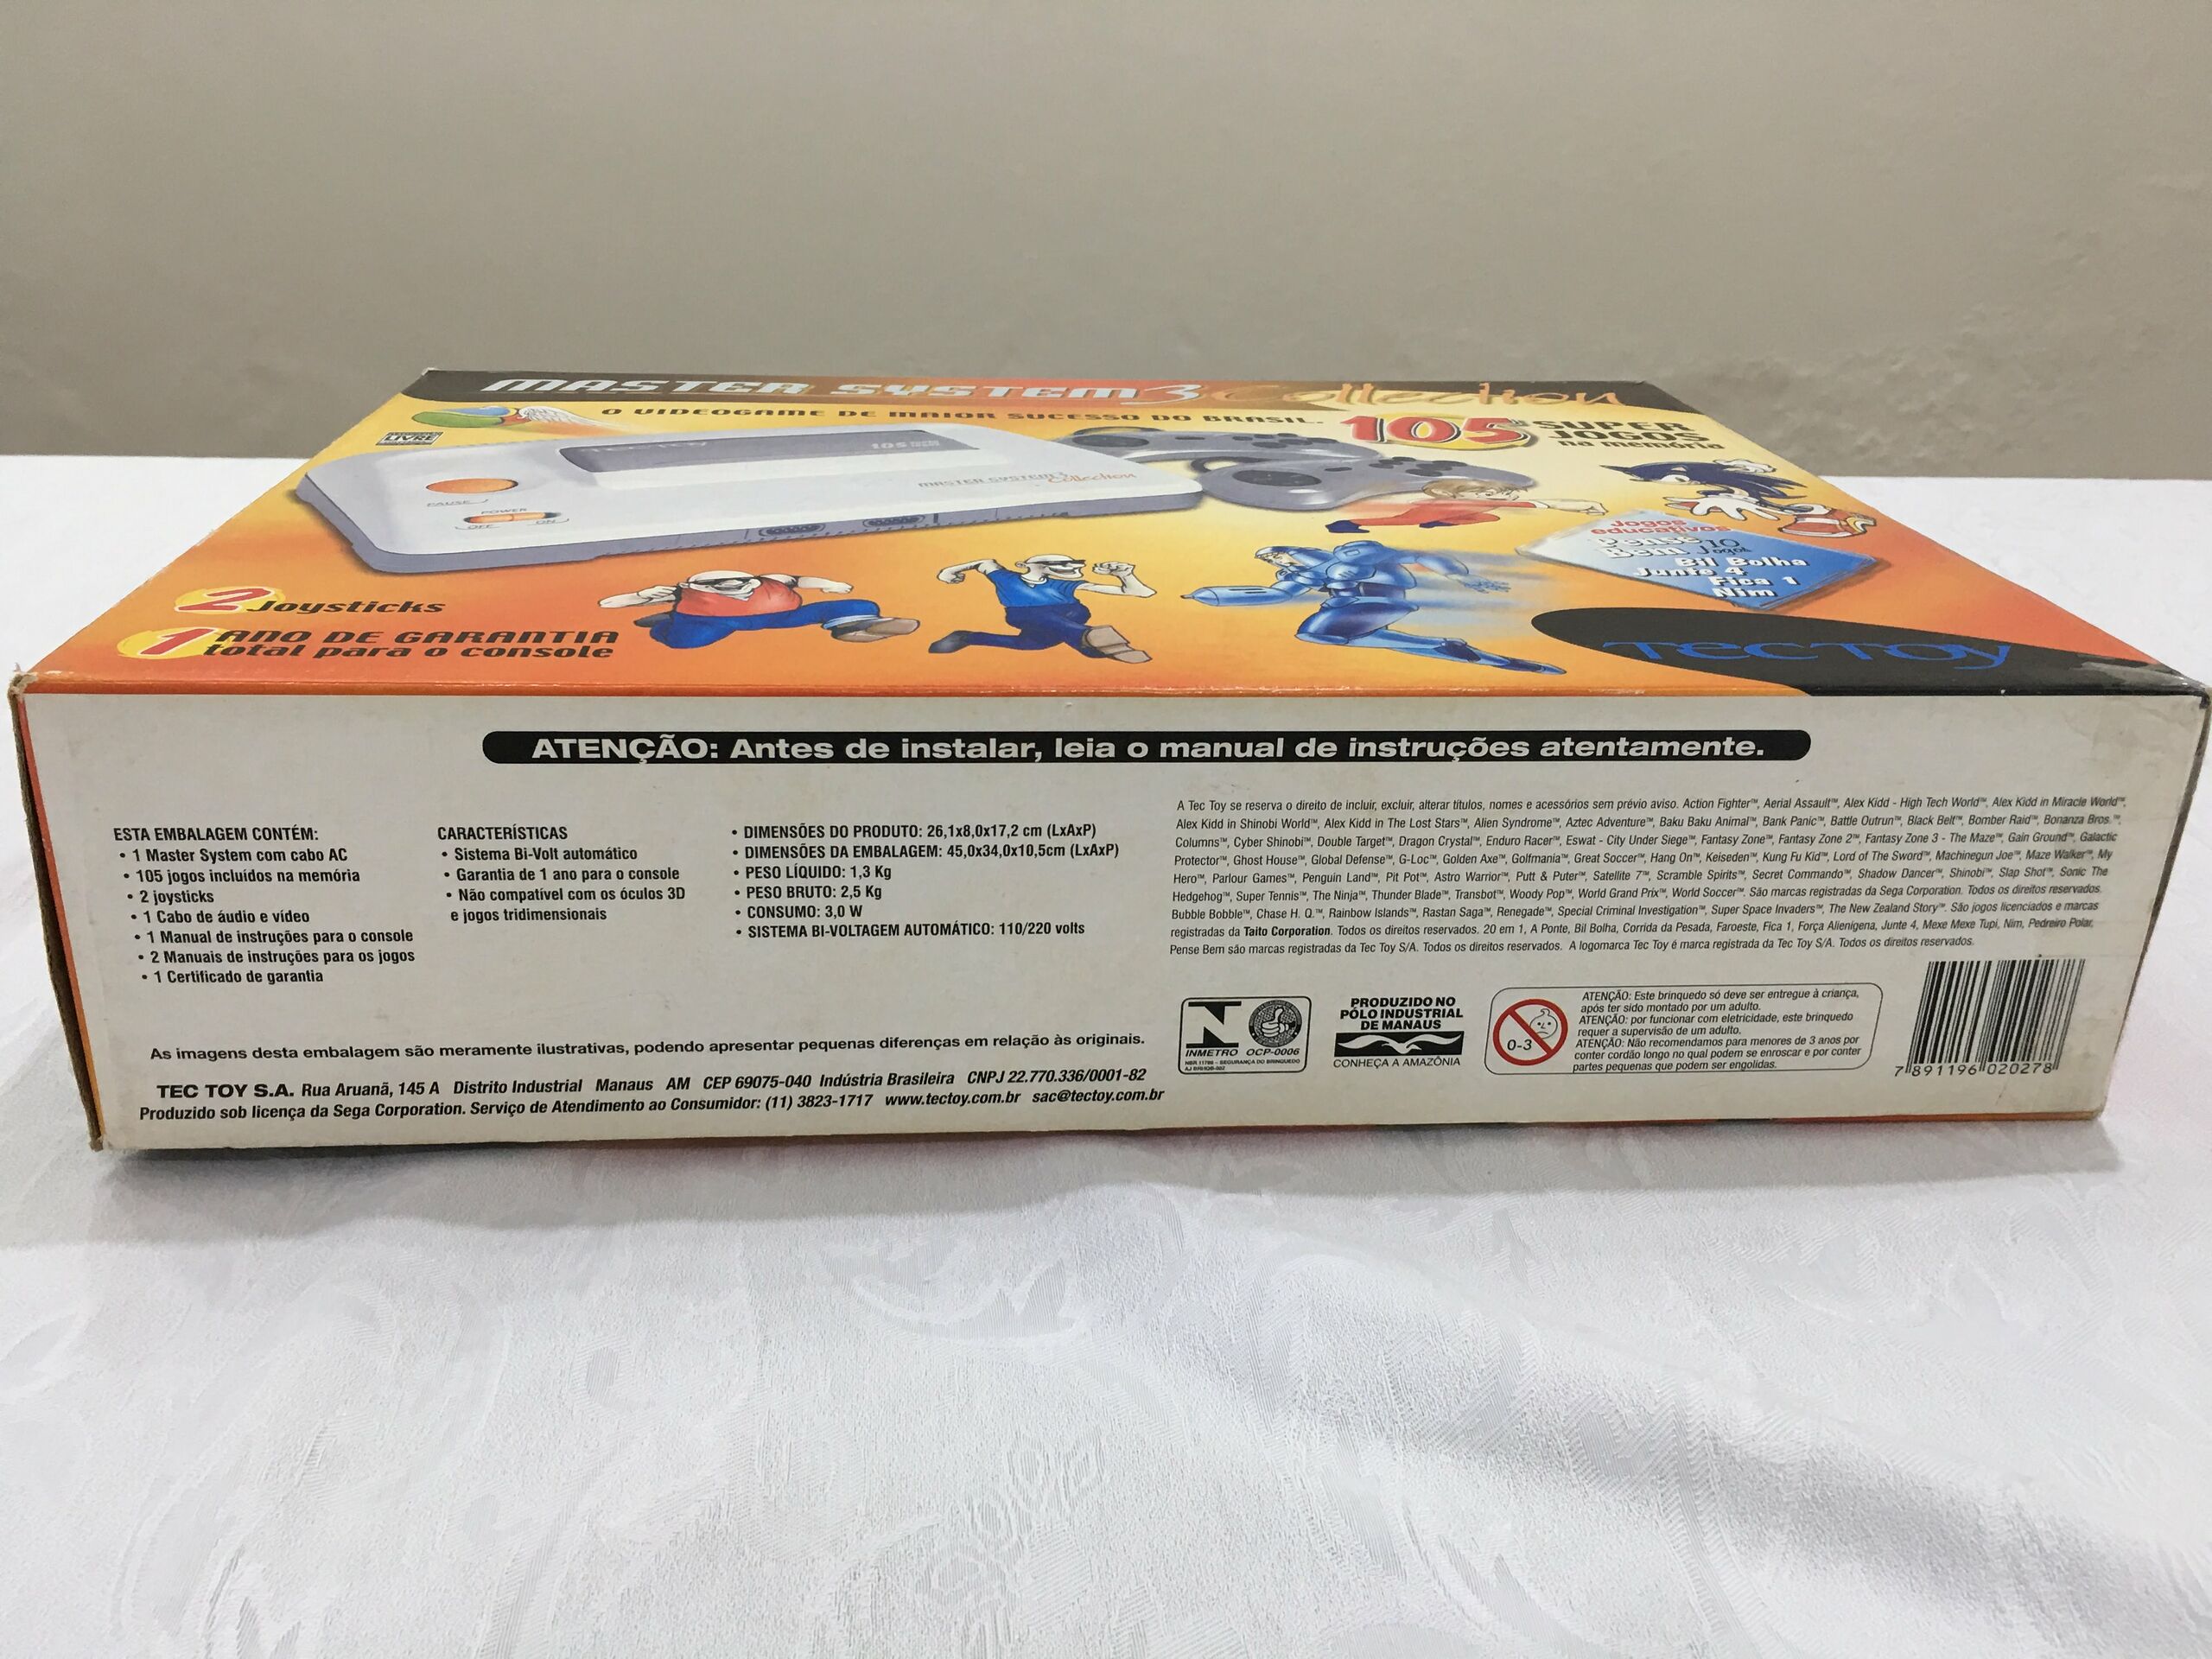 MASTER SYSTEM 3 Collection
O VIDEOGAME DE MAIOR SUCESSO DO BRASIL.
LIVRE
105 SUPER
JOGOS
na memória
TECTOY
105
MASTER SYSTEM 3 Collection
PAUSE
POWER
OFF ON
Jogos
educativos
Pense
Bem 10 Jogos
Bil Bolha
Junte 4
Fica 1
Nim
2 Joysticks
1 ANO DE GARANTIA
total para o console
TECTOY
ATENÇÃO: Antes de instalar, leia o manual de instruções atentamente.
ESTA EMBALAGEM CONTÉM:
• 1 Master System com cabo AC
• 105 jogos incluídos na memória
• 2 joysticks
• 1 Cabo de áudio e vídeo
• 1 Manual de instruções para o console
• 2 Manuais de instruções para os jogos
• 1 Certificado de garantia
CARACTERÍSTICAS
• Sistema Bi-Volt automático
• Garantia de 1 ano para o console
• Não compatível com os óculos 3D
e jogos tridimensionais
• DIMENSÕES DO PRODUTO: 26,1x8,0x17,2 cm (LxAxP)
• DIMENSÕES DA EMBALAGEM: 45,0x34,0x10,5cm (LxAxP)
• PESO LÍQUIDO: 1,3 Kg
• PESO BRUTO: 2,5 Kg
• CONSUMO: 3,0 W
• SISTEMA BI-VOLTAGEM AUTOMÁTICO: 110/220 volts
A Tec Toy se reserva o direito de incluir, excluir, alterar títulos, nomes e acessórios sem prévio aviso. Action Fighter™, Aerial Assault™, Alex Kidd - High Tech World™, Alex Kidd in Miracle World™,
Alex Kidd in Shinobi World™, Alex Kidd in The Lost Stars™, Alien Syndrome™, Aztec Adventure™, Baku Baku Animal™, Bank Panic™, Battle Outrun™, Black Belt™, Bomber Raid™, Bonanza Bros.™,
Columns™, Cyber Shinobi™, Double Target™, Dragon Crystal™, Enduro Racer™, Eswat - City Under Siege™, Fantasy Zone™, Fantasy Zone 2™, Fantasy Zone 3 - The Maze™, Gain Ground™, Galactic
Protector™, Ghost House™, Global Defense™, G-Loc™, Golden Axe™, Golfmania™, Great Soccer™, Hang On™, Keiseden™, Kung Fu Kid™, Lord of The Sword™, Machinegun Joe™, Maze Walker™, My
Hero™, Parlour Games™, Penguin Land™, Pit Pot™, Astro Warrior™, Putt & Puter™, Satellite 7™, Scramble Spirits™, Secret Commando™, Shadow Dancer™, Shinobi™, Slap Shot™, Sonic The
Hedgehog™, Super Tennis™, The Ninja™, Thunder Blade™, Transbot™, Woody Pop™, World Grand Prix™, World Soccer™. São marcas registradas da Sega Corporation. Todos os direitos reservados.
Bubble Bobble™, Chase H. Q.™, Rainbow Islands™, Rastan Saga™, Renegade™, Special Criminal Investigation™, Super Space Invaders™, The New Zealand Story™. São jogos licenciados e marcas
registradas da Taito Corporation. Todos os direitos reservados. 20 em 1, A Ponte, Bil Bolha, Corrida da Pesada, Faroeste, Fica 1, Força Alienígena, Junte 4, Mexe Mexe Tupi, Nim, Pedreiro Polar,
Pense Bem são marcas registradas da Tec Toy S/A. Todos os direitos reservados. A logomarca Tec Toy é marca registrada da Tec Toy S/A. Todos os direitos reservados.
INMETRO OCP-0006
NBR 11786 - SEGURANÇA DO BRINQUEDO
PRODUZIDO NO
PÓLO INDUSTRIAL
DE MANAUS
CONHEÇA A AMAZÔNIA
0-3
ATENÇÃO: Este brinquedo só deve ser entregue à criança,
após ter sido montado por um adulto.
ATENÇÃO: por funcionar com eletricidade, este brinquedo
requer a supervisão de um adulto.
ATENÇÃO: Não recomendamos para menores de 3 anos por
conter cordão longo no qual podem se enroscar e por conter
partes pequenas que podem ser engolidas.
7 891196 020278
As imagens desta embalagem são meramente ilustrativas, podendo apresentar pequenas diferenças em relação às originais.
TEC TOY S.A. Rua Aruanã, 145 A Distrito Industrial Manaus AM CEP 69075-040 Indústria Brasileira CNPJ 22.770.336/0001-82
Produzido sob licença da Sega Corporation. Serviço de Atendimento ao Consumidor: (11) 3823-1717 www.tectoy.com.br sac@tectoy.com.br